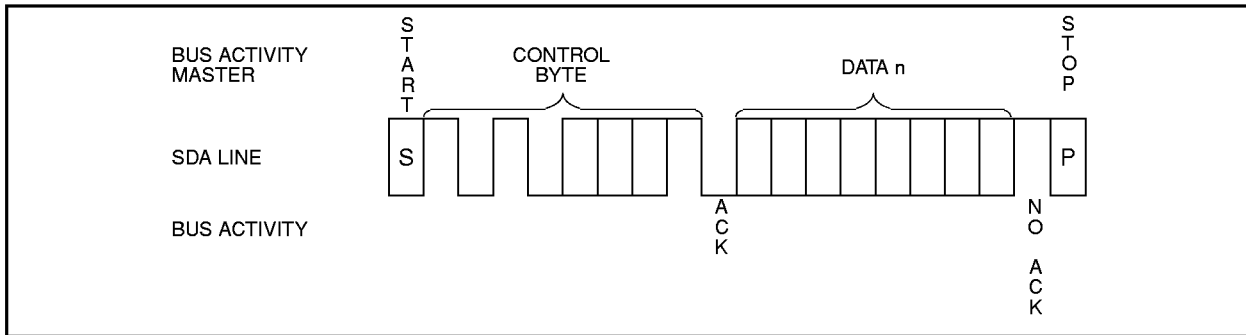 BUS ACTIVITY
MASTER
START
CONTROL
BYTE
DATA n
STOP
SDA LINE
S
P
BUS ACTIVITY
ACK
NO ACK